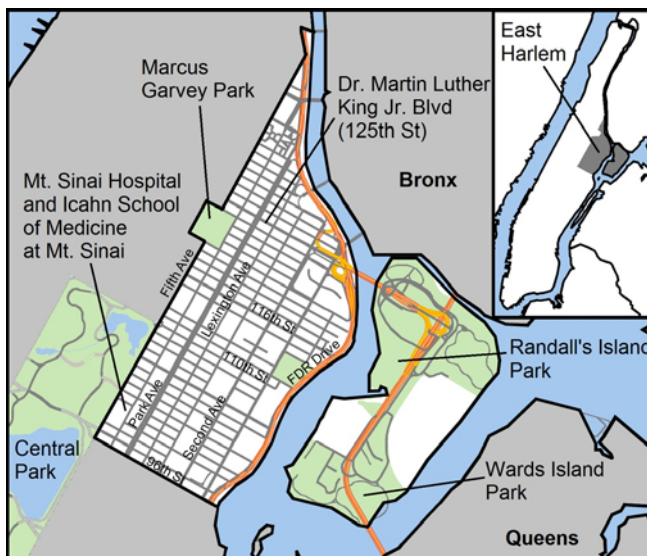 Marcus
Garvey Park
Dr. Martin Luther
King Jr. Blvd
(125th St)
East
Harlem
Mt. Sinai Hospital
and Icahn School
of Medicine
at Mt. Sinai
Bronx
Fifth Ave
Lexington Ave
116th St
110th St
FDR Drive
Park Ave
Second Ave
96th St
Randall's Island
Park
Central
Park
Wards Island
Park
Queens